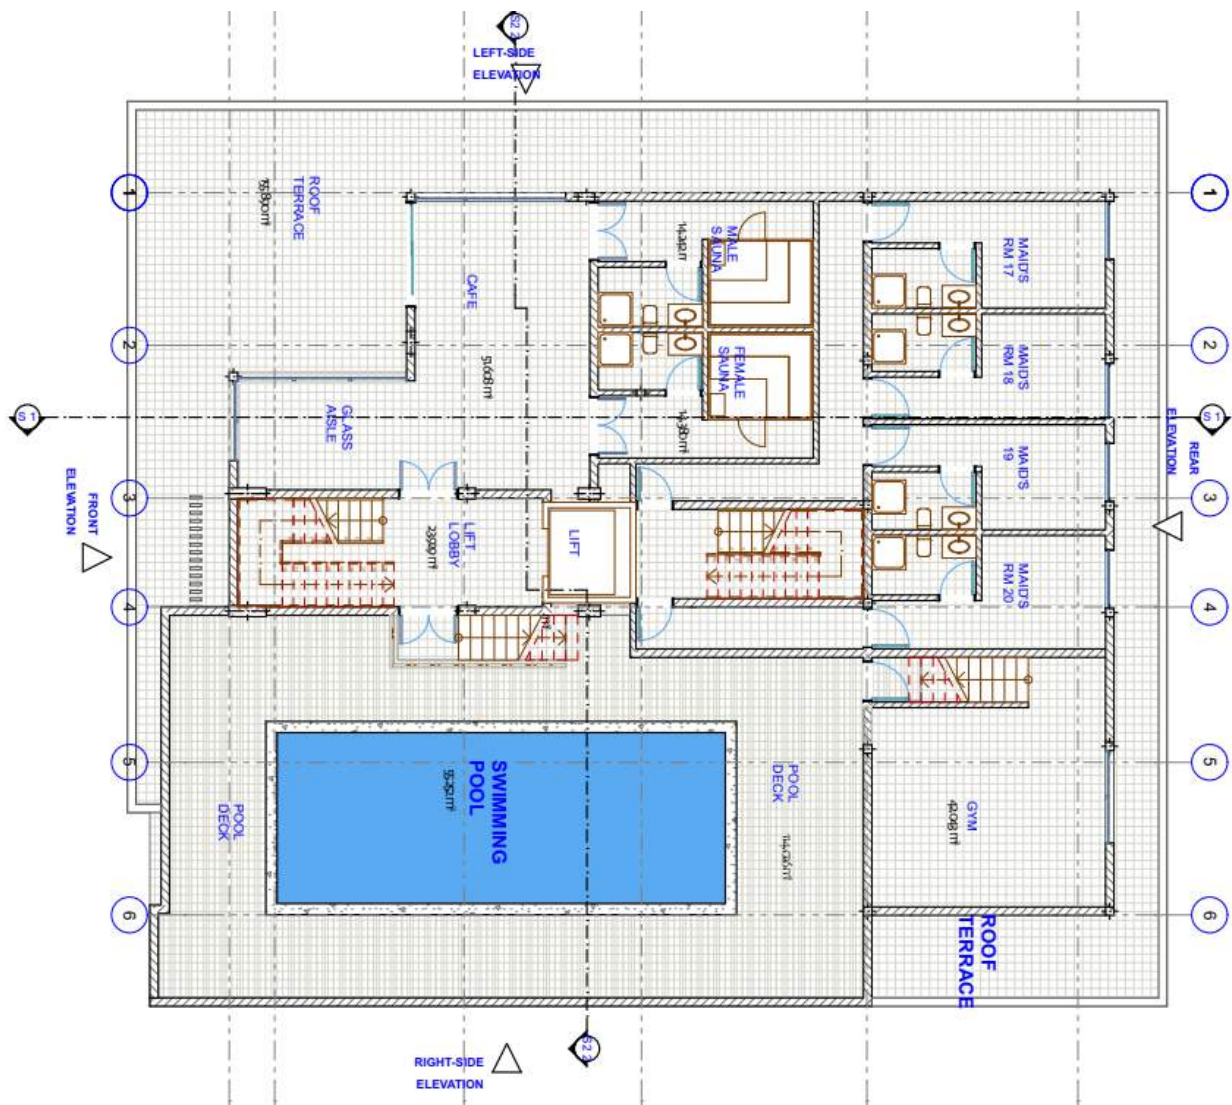 S2 2
LEFT-SIDE
ELEVATION
1
1
ROOF
TERRACE
MALE
SAUNA
MAID'S
RM 17
CAFE
2
2
FEMALE
SAUNA
MAID'S
RM 18
GLASS
AISLE
S 1
S 1
REAR
ELEVATION
MAID'S
19
3
3
FRONT
ELEVATION
LIFT
LOBBY
LIFT
MAID'S
RM 20
4
4
5
5
SWIMMING
POOL
POOL
DECK
POOL
DECK
GYM
6
6
ROOF
TERRACE
S2 2
RIGHT-SIDE
ELEVATION